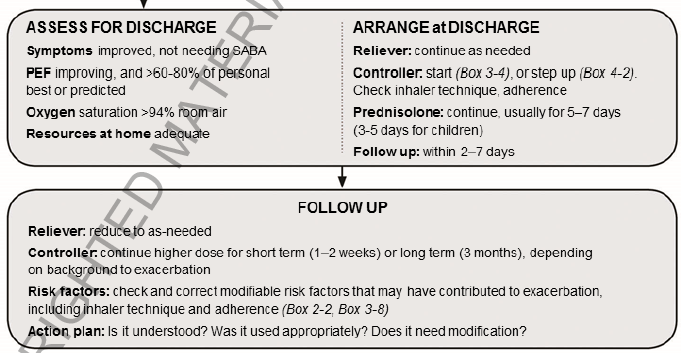 ASSESS FOR DISCHARGE
Symptoms improved, not needing SABA
PEF improving, and >60-80% of personal
best or predicted
Oxygen saturation >94% room air
Resources at home adequate
ARRANGE at DISCHARGE
Reliever: continue as needed
Controller: start (Box 3-4), or step up (Box 4-2).
Check inhaler technique, adherence
Prednisolone: continue, usually for 5–7 days
(3-5 days for children)
Follow up: within 2–7 days
FOLLOW UP
Reliever: reduce to as-needed
Controller: continue higher dose for short term (1–2 weeks) or long term (3 months), depending
on background to exacerbation
Risk factors: check and correct modifiable risk factors that may have contributed to exacerbation,
including inhaler technique and adherence (Box 2-2, Box 3-8)
Action plan: Is it understood? Was it used appropriately? Does it need modification?
RIGHTED MATERI